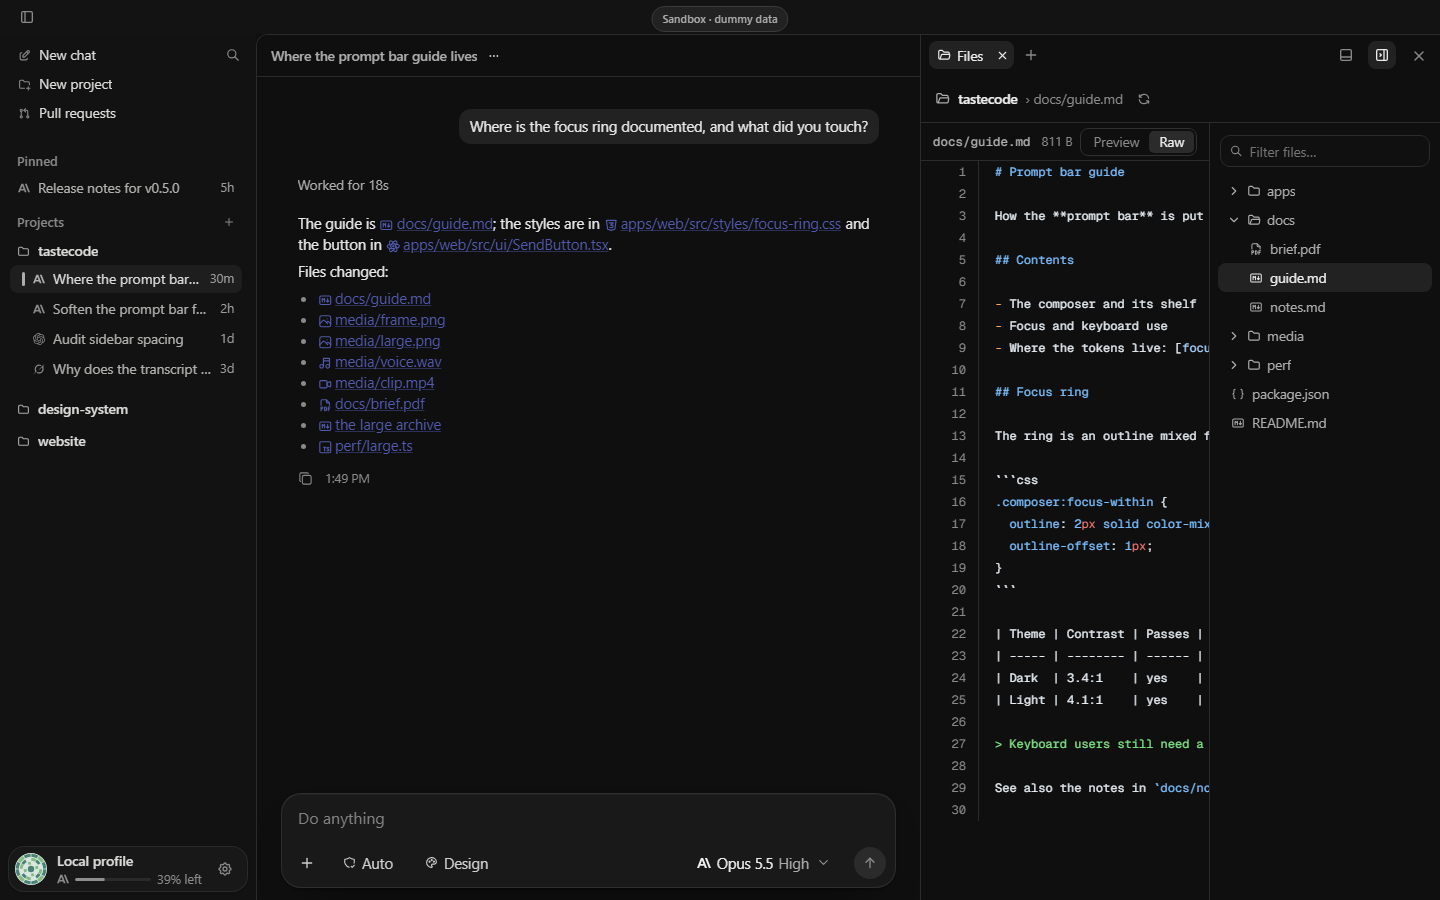 Sandbox · dummy data
New chat
New project
Pull requests
Pinned
Release notes for v0.5.0 5h
Projects
tastecode
Where the prompt bar... 30m
Soften the prompt bar f... 2h
Audit sidebar spacing 1d
Why does the transcript ... 3d
design-system
website
Local profile
39% left
Where the prompt bar guide lives ...
Where is the focus ring documented, and what did you touch?
Worked for 18s
The guide is docs/guide.md; the styles are in apps/web/src/styles/focus-ring.css and
the button in apps/web/src/ui/SendButton.tsx.
Files changed:
docs/guide.md
media/frame.png
media/large.png
media/voice.wav
media/clip.mp4
docs/brief.pdf
the large archive
perf/large.ts
1:49 PM
Do anything
Auto Design Opus 5.5 High
Files
tastecode › docs/guide.md
docs/guide.md 811 B Preview Raw
1 # Prompt bar guide
2
3 How the **prompt bar** is put
4
5 ## Contents
6
7 - The composer and its shelf
8 - Focus and keyboard use
9 - Where the tokens live: [focu
10
11 ## Focus ring
12
13 The ring is an outline mixed f
14
15 ```css
16 .composer:focus-within {
17 outline: 2px solid color-mix
18 outline-offset: 1px;
19 }
20 ```
21
22 | Theme | Contrast | Passes |
23 | ----- | -------- | ------ |
24 | Dark | 3.4:1 | yes |
25 | Light | 4.1:1 | yes |
26
27 > Keyboard users still need a
28
29 See also the notes in `docs/no
30
Filter files...
apps
docs
brief.pdf
guide.md
notes.md
media
perf
package.json
README.md